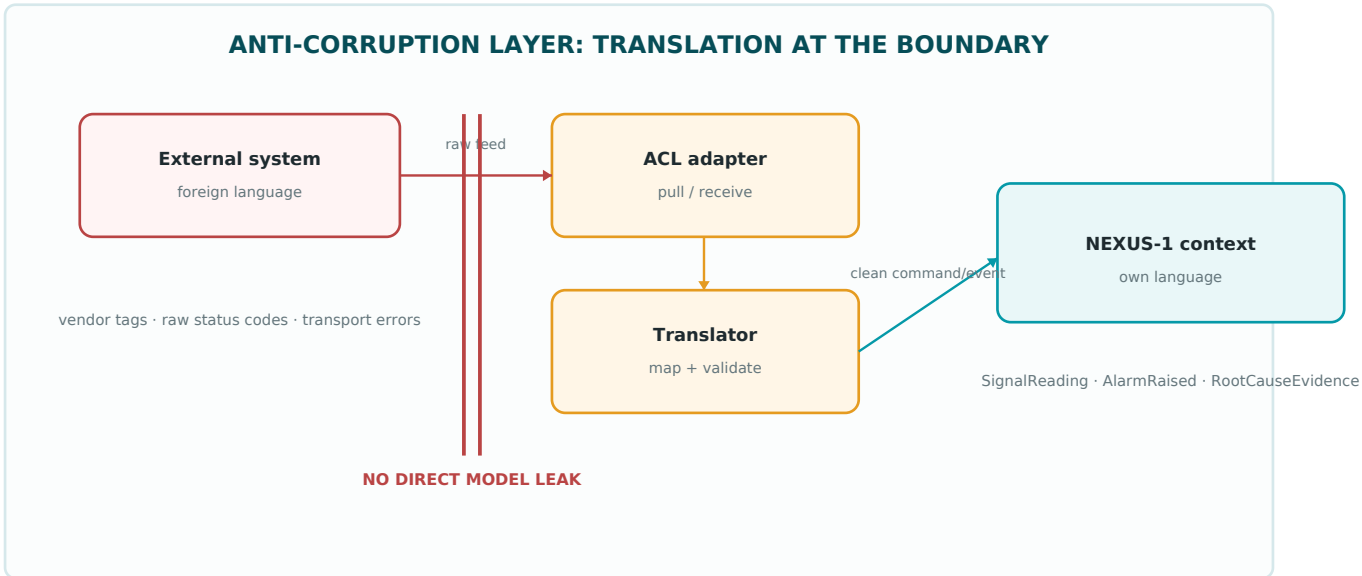 ANTI-CORRUPTION LAYER: TRANSLATION AT THE BOUNDARY
External system
foreign language
raw feed
ACL adapter
pull / receive
NEXUS-1 context
own language
clean command/event
vendor tags · raw status codes · transport errors
Translator
map + validate
SignalReading · AlarmRaised · RootCauseEvidence
NO DIRECT MODEL LEAK